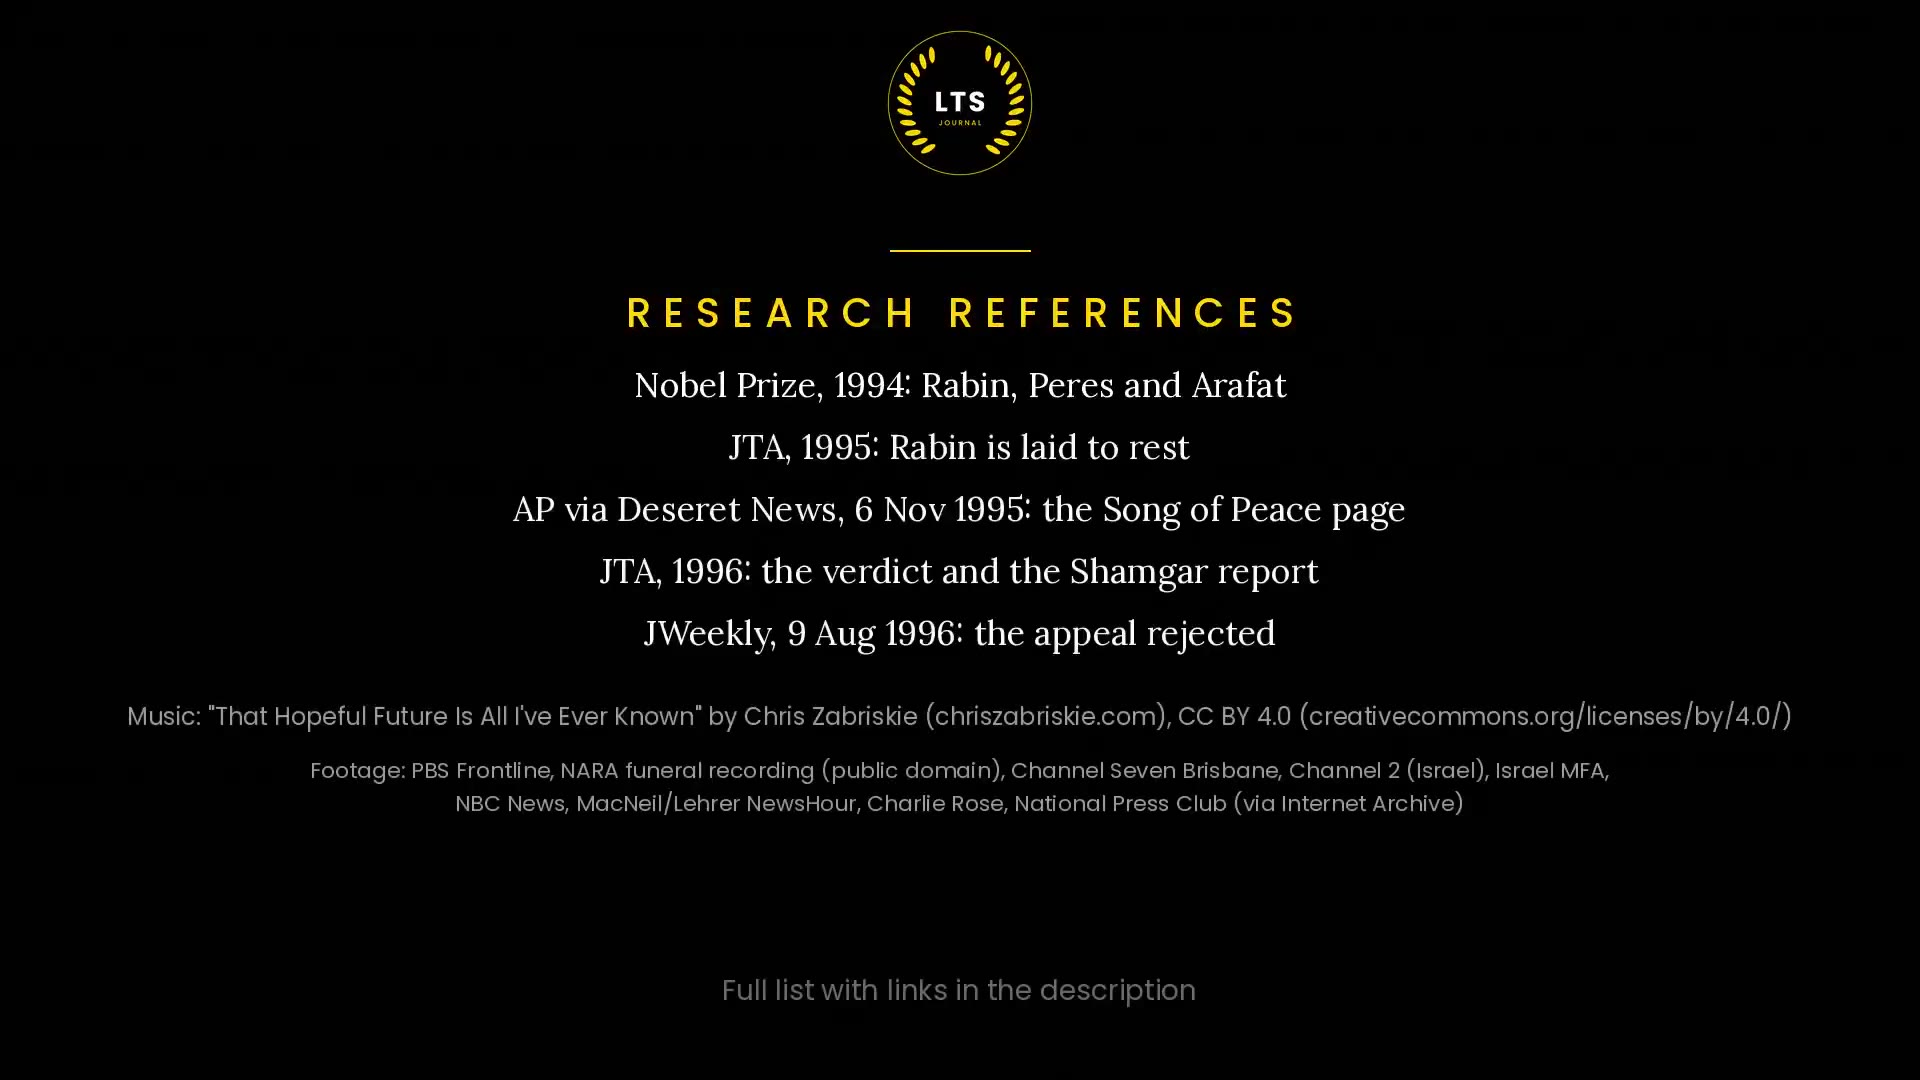 LTS
JOURNAL
RESEARCH REFERENCES
Nobel Prize, 1994: Rabin, Peres and Arafat
JTA, 1995: Rabin is laid to rest
AP via Deseret News, 6 Nov 1995: the Song of Peace page
JTA, 1996: the verdict and the Shamgar report
JWeekly, 9 Aug 1996: the appeal rejected
Music: "That Hopeful Future Is All I've Ever Known" by Chris Zabriskie (chriszabriskie.com), CC BY 4.0 (creativecommons.org/licenses/by/4.0/)
Footage: PBS Frontline, NARA funeral recording (public domain), Channel Seven Brisbane, Channel 2 (Israel), Israel MFA,
NBC News, MacNeil/Lehrer NewsHour, Charlie Rose, National Press Club (via Internet Archive)
Full list with links in the description